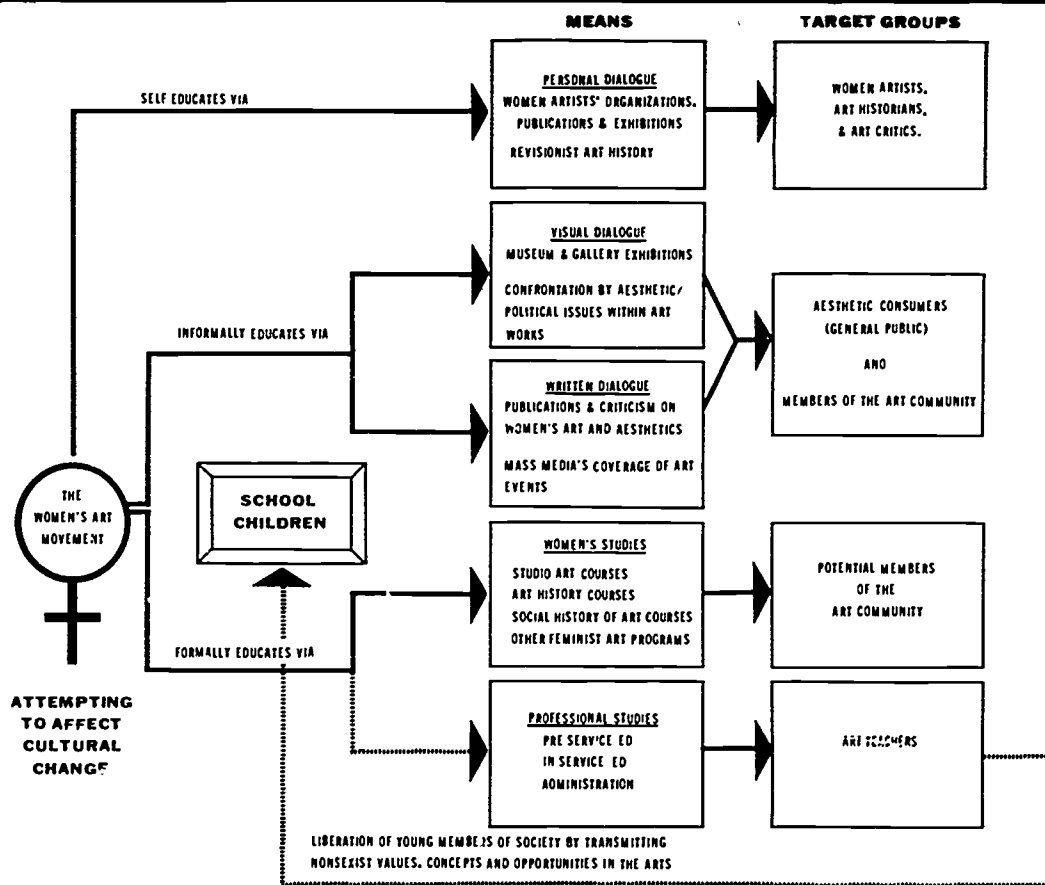 MEANS
TARGET GROUPS
SELF EDUCATES VIA
PERSONAL DIALOGUE
WOMEN ARTISTS' ORGANIZATIONS.
PUBLICATIONS & EXHIBITIONS
REVISIONIST ART HISTORY
WOMEN ARTISTS,
ART HISTORIANS,
& ART CRITICS.
INFORMALLY EDUCATES VIA
VISUAL DIALOGUE
MUSEUM & GALLERY EXHIBITIONS
CONFRONTATION BY AESTHETIC/
POLITICAL ISSUES WITHIN ART
WORKS
WRITTEN DIALOGUE
PUBLICATIONS & CRITICISM ON
WOMEN'S ART AND AESTHETICS
MASS MEDIA'S COVERAGE OF ART
EVENTS
AESTHETIC CONSUMERS
(GENERAL PUBLIC)
AND
MEMBERS OF THE ART COMMUNITY
THE
WOMEN'S ART
MOVEMENT
ATTEMPTING
TO AFFECT
CULTURAL
CHANGE
SCHOOL
CHILDREN
FORMALLY EDUCATES VIA
WOMEN'S STUDIES
STUDIO ART COURSES
ART HISTORY COURSES
SOCIAL HISTORY OF ART COURSES
OTHER FEMINIST ART PROGRAMS
POTENTIAL MEMBERS
OF THE
ART COMMUNITY
PROFESSIONAL STUDIES
PRE SERVICE ED
IN SERVICE ED
ADMINISTRATION
ART TEACHERS
LIBERATION OF YOUNG MEMBERS OF SOCIETY BY TRANSMITTING
NONSEXIST VALUES. CONCEPTS AND OPPORTUNITIES IN THE ARTS